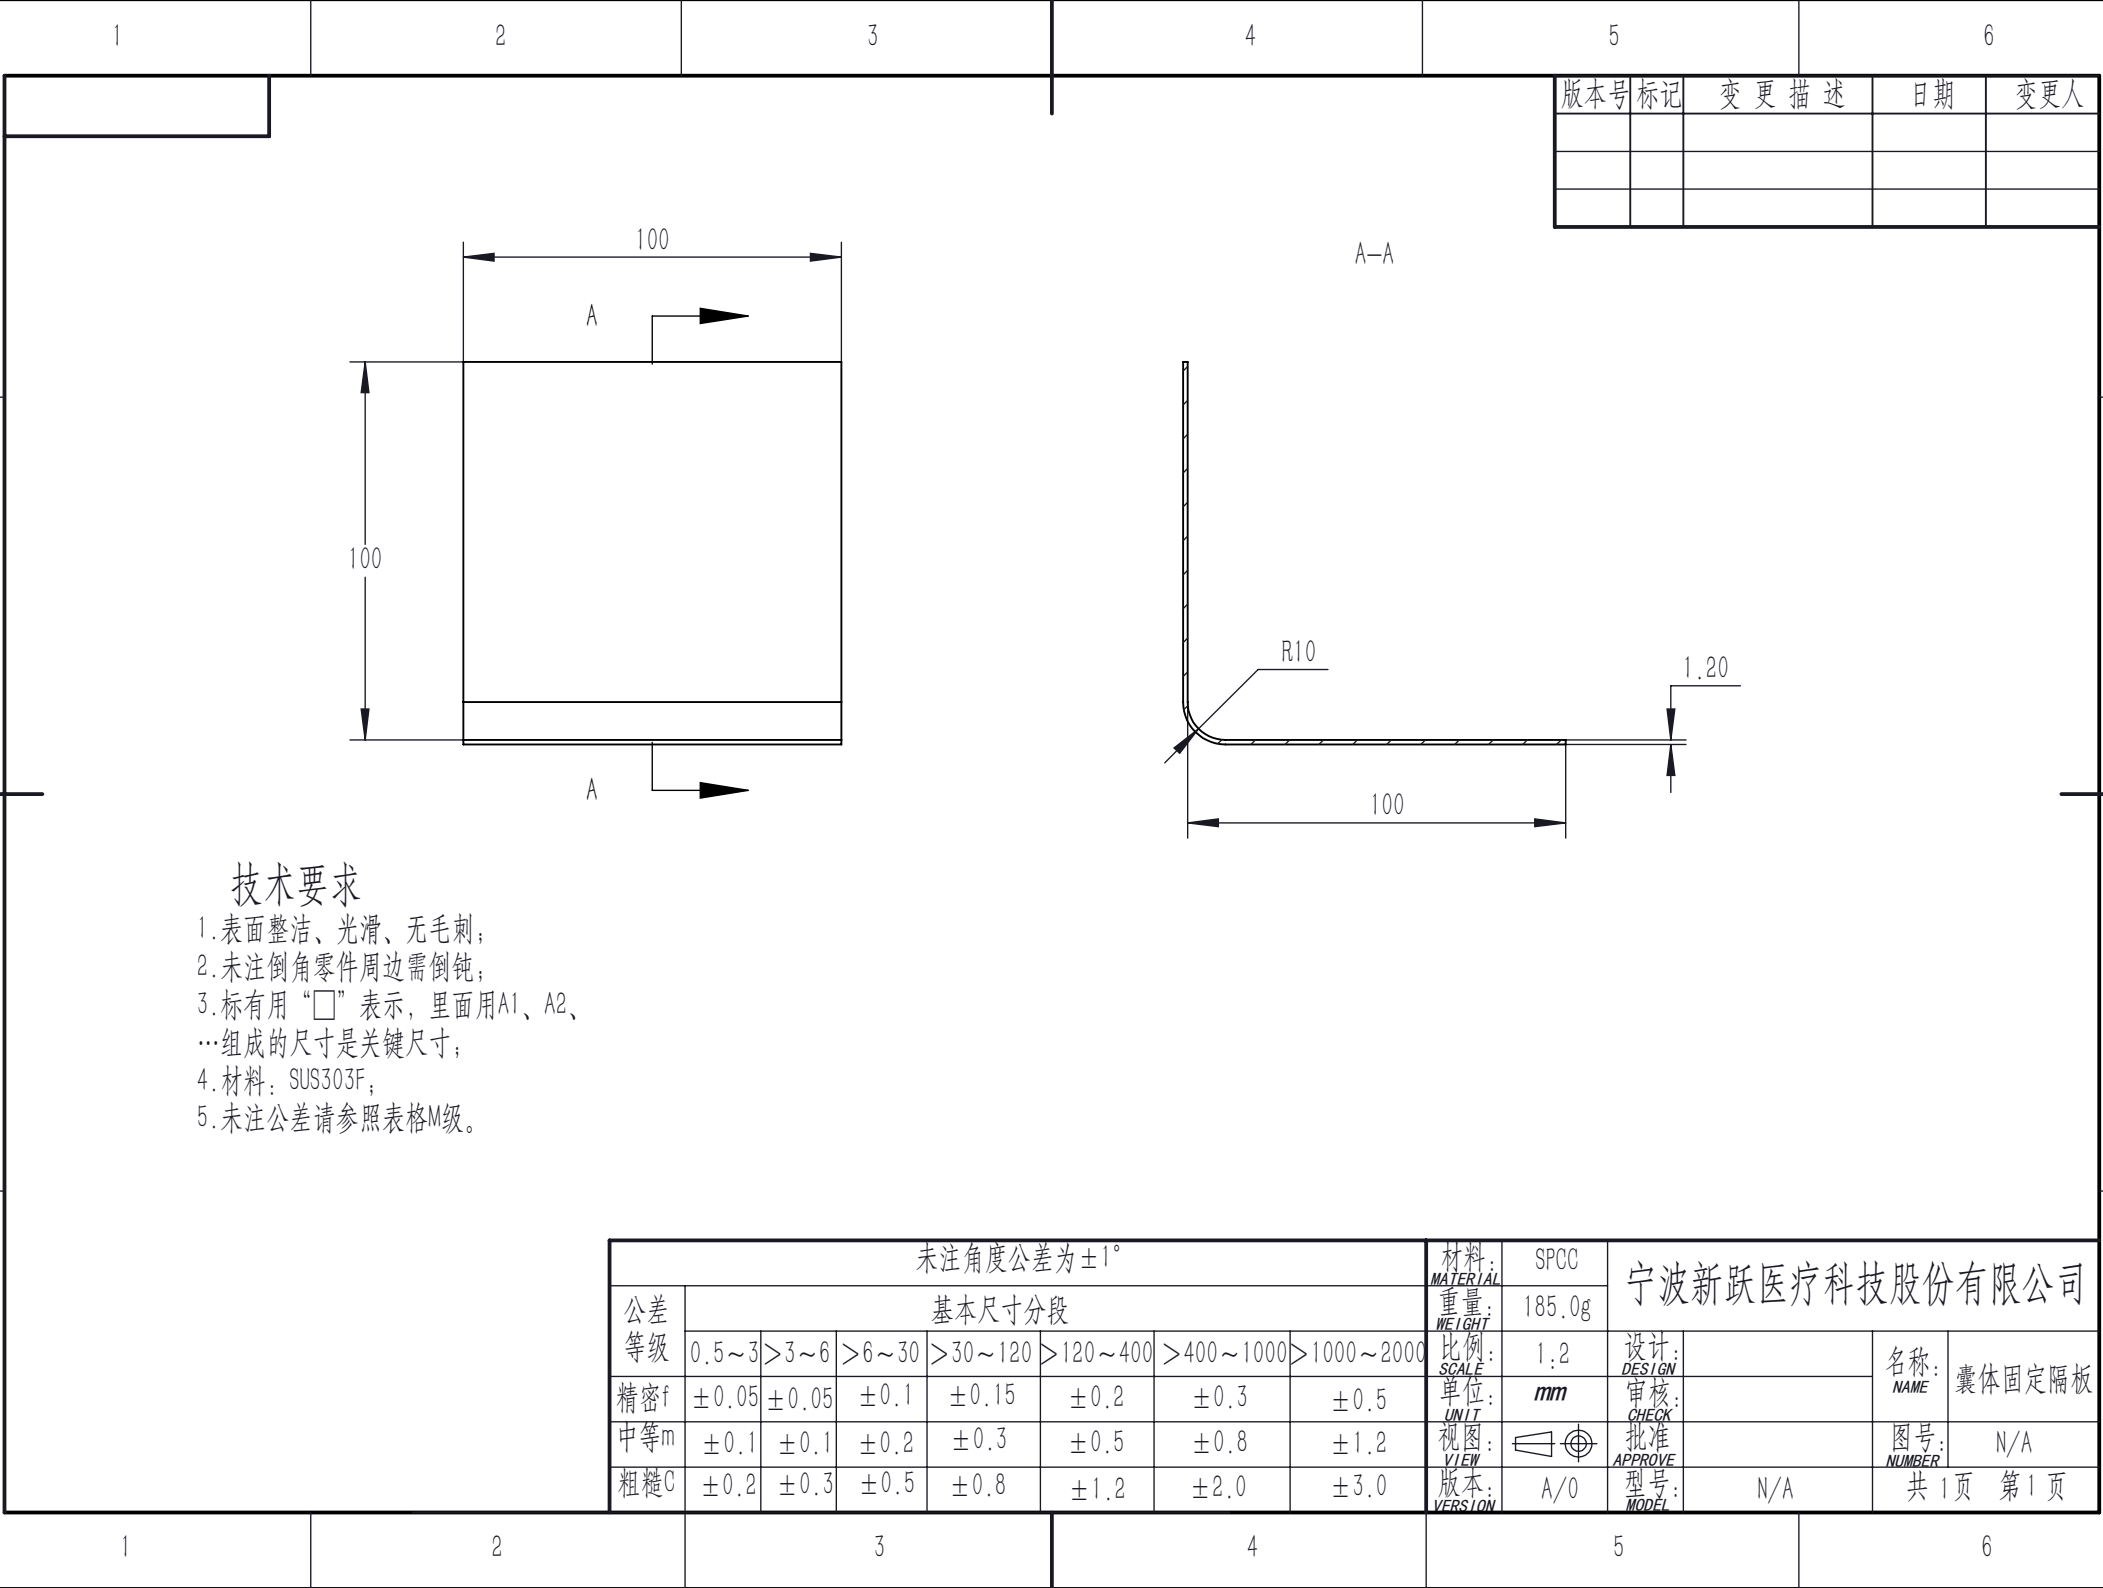 1 2 3 4 5 6
版本号 标记 变更描述 日期 变更人
100
A-A
A
100
R10
1.20
A
100
技术要求
1.表面整洁、光滑、无毛刺;
2.未注倒角零件周边需倒钝;
3.标有用“□”表示, 里面用A1、A2、
…组成的尺寸是关键尺寸;
4.材料: SUS303F;
5.未注公差请参照表格M级。
未注角度公差为±1°
公差等级 基本尺寸分段
0.5~3 >3~6 >6~30 >30~120 >120~400 >400~1000 >1000~2000
精密f ±0.05 ±0.05 ±0.1 ±0.15 ±0.2 ±0.3 ±0.5
中等m ±0.1 ±0.1 ±0.2 ±0.3 ±0.5 ±0.8 ±1.2
粗糙C ±0.2 ±0.3 ±0.5 ±0.8 ±1.2 ±2.0 ±3.0
材料: MATERIAL SPCC
重量: WEIGHT 185.0g
比例: SCALE 1:2
单位: UNIT mm
视图: VIEW
版本: VERSION A/0
宁波新跃医疗科技股份有限公司
设计: DESIGN
审核: CHECK
批准 APPROVE
型号: MODEL N/A
名称: NAME 囊体固定隔板
图号: NUMBER N/A
共1页 第1页
1 2 3 4 5 6